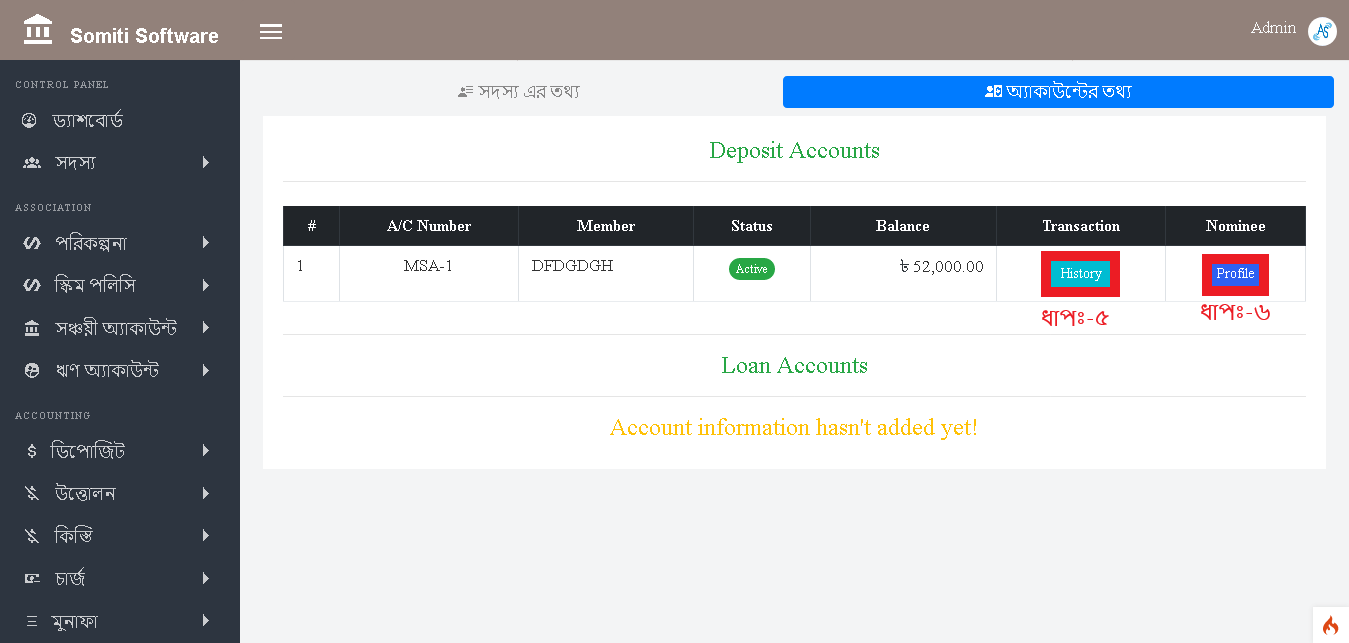 Somiti Software
Admin
CONTROL PANEL
ড্যাশবোর্ড
সদস্য
ASSOCIATION
পরিকল্পনা
স্কিম পলিসি
সঞ্চয়ী অ্যাকাউন্ট
ঋণ অ্যাকাউন্ট
ACCOUNTING
ডিপোজিট
উত্তোলন
কিস্তি
চার্জ
মুনাফা
সদস্য এর তথ্য
অ্যাকাউন্টের তথ্য
Deposit Accounts
# A/C Number Member Status Balance Transaction Nominee
1 MSA-1 DFDGDGH Active ৳ 52,000.00 History Profile
ধাপঃ-৫ ধাপঃ-৬
Loan Accounts
Account information hasn't added yet!